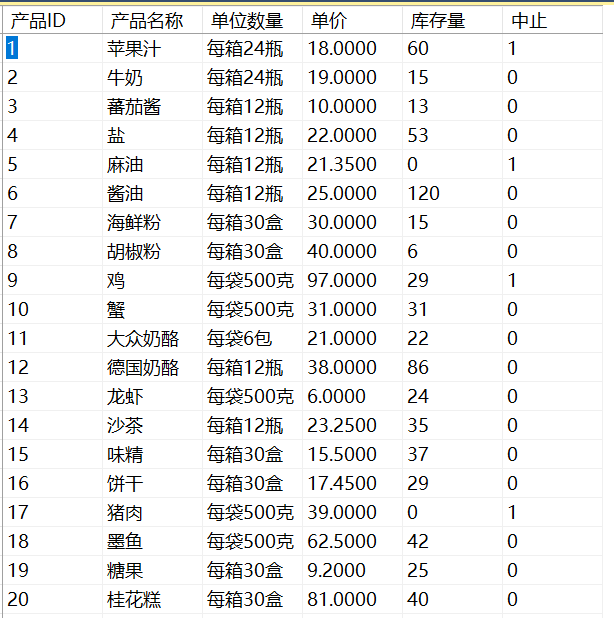 产品ID 产品名称 单位数量 单价 库存量 中止
1 苹果汁 每箱24瓶 18.0000 60 1
2 牛奶 每箱24瓶 19.0000 15 0
3 蕃茄酱 每箱12瓶 10.0000 13 0
4 盐 每箱12瓶 22.0000 53 0
5 麻油 每箱12瓶 21.3500 0 1
6 酱油 每箱12瓶 25.0000 120 0
7 海鲜粉 每箱30盒 30.0000 15 0
8 胡椒粉 每箱30盒 40.0000 6 0
9 鸡 每袋500克 97.0000 29 1
10 蟹 每袋500克 31.0000 31 0
11 大众奶酪 每袋6包 21.0000 22 0
12 德国奶酪 每箱12瓶 38.0000 86 0
13 龙虾 每袋500克 6.0000 24 0
14 沙茶 每箱12瓶 23.2500 35 0
15 味精 每箱30盒 15.5000 37 0
16 饼干 每箱30盒 17.4500 29 0
17 猪肉 每袋500克 39.0000 0 1
18 墨鱼 每袋500克 62.5000 42 0
19 糖果 每箱30盒 9.2000 25 0
20 桂花糕 每箱30盒 81.0000 40 0